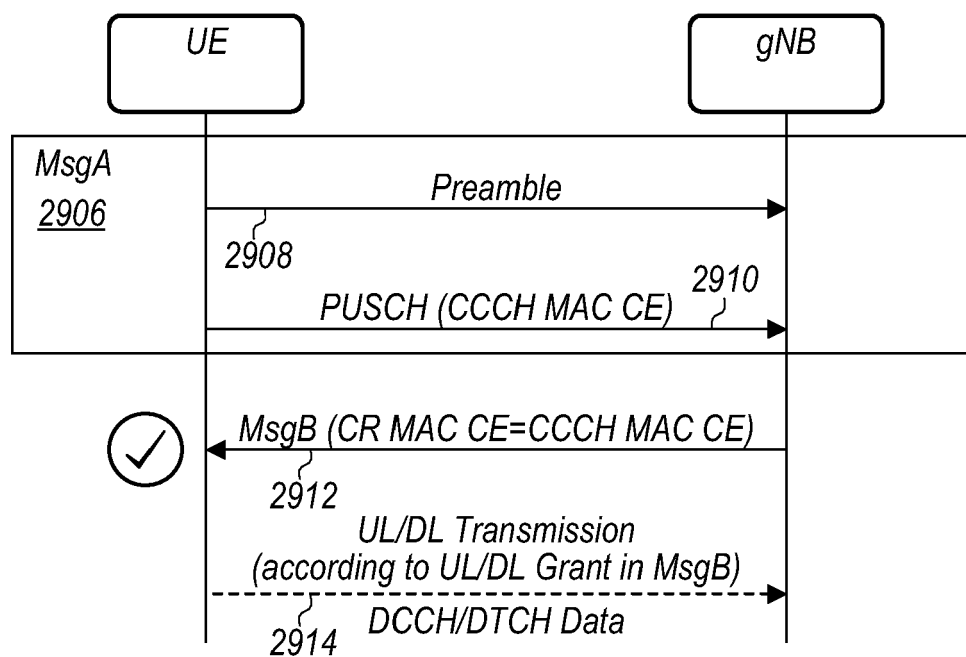 UE
gNB
MsgA
2906
Preamble
2908
2910
PUSCH (CCCH MAC CE)
MsgB (CR MAC CE=CCCH MAC CE)
2912
UL/DL Transmission
(according to UL/DL Grant in MsgB)
DCCH/DTCH Data
2914